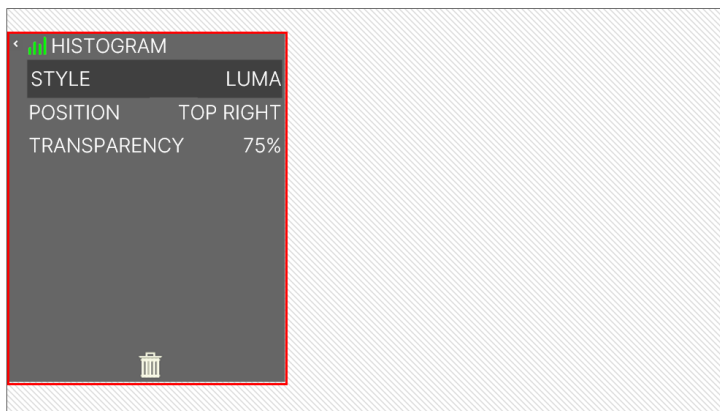 ‹ HISTOGRAM
STYLE LUMA
POSITION TOP RIGHT
TRANSPARENCY 75%